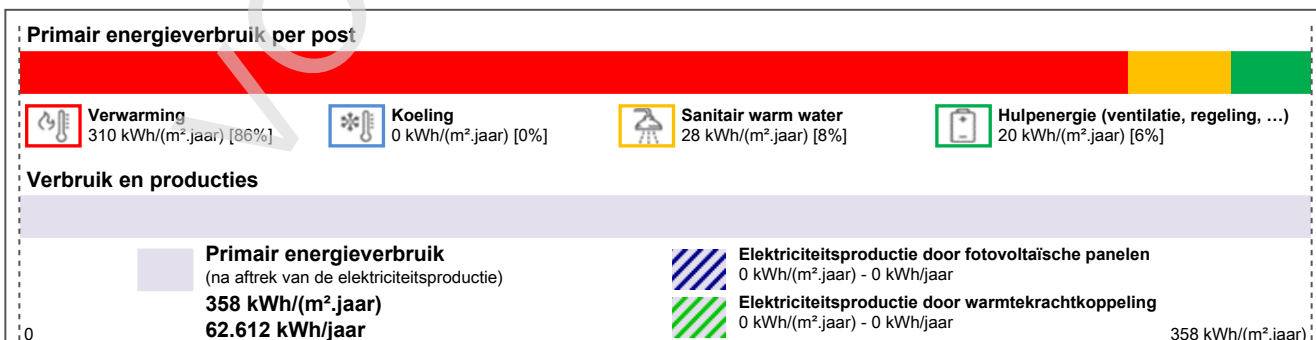 Primair energieverbruik per post
Verwarming
310 kWh/(m².jaar) [86%]
Koeling
0 kWh/(m².jaar) [0%]
Sanitair warm water
28 kWh/(m².jaar) [8%]
Hulpenergie (ventilatie, regeling, …)
20 kWh/(m².jaar) [6%]
Verbruik en producties
Primair energieverbruik
(na aftrek van de elektriciteitsproductie)
358 kWh/(m².jaar)
62.612 kWh/jaar
Elektriciteitsproductie door fotovoltaïsche panelen
0 kWh/(m².jaar) - 0 kWh/jaar
Elektriciteitsproductie door warmtekrachtkoppeling
0 kWh/(m².jaar) - 0 kWh/jaar
0
358 kWh/(m².jaar)